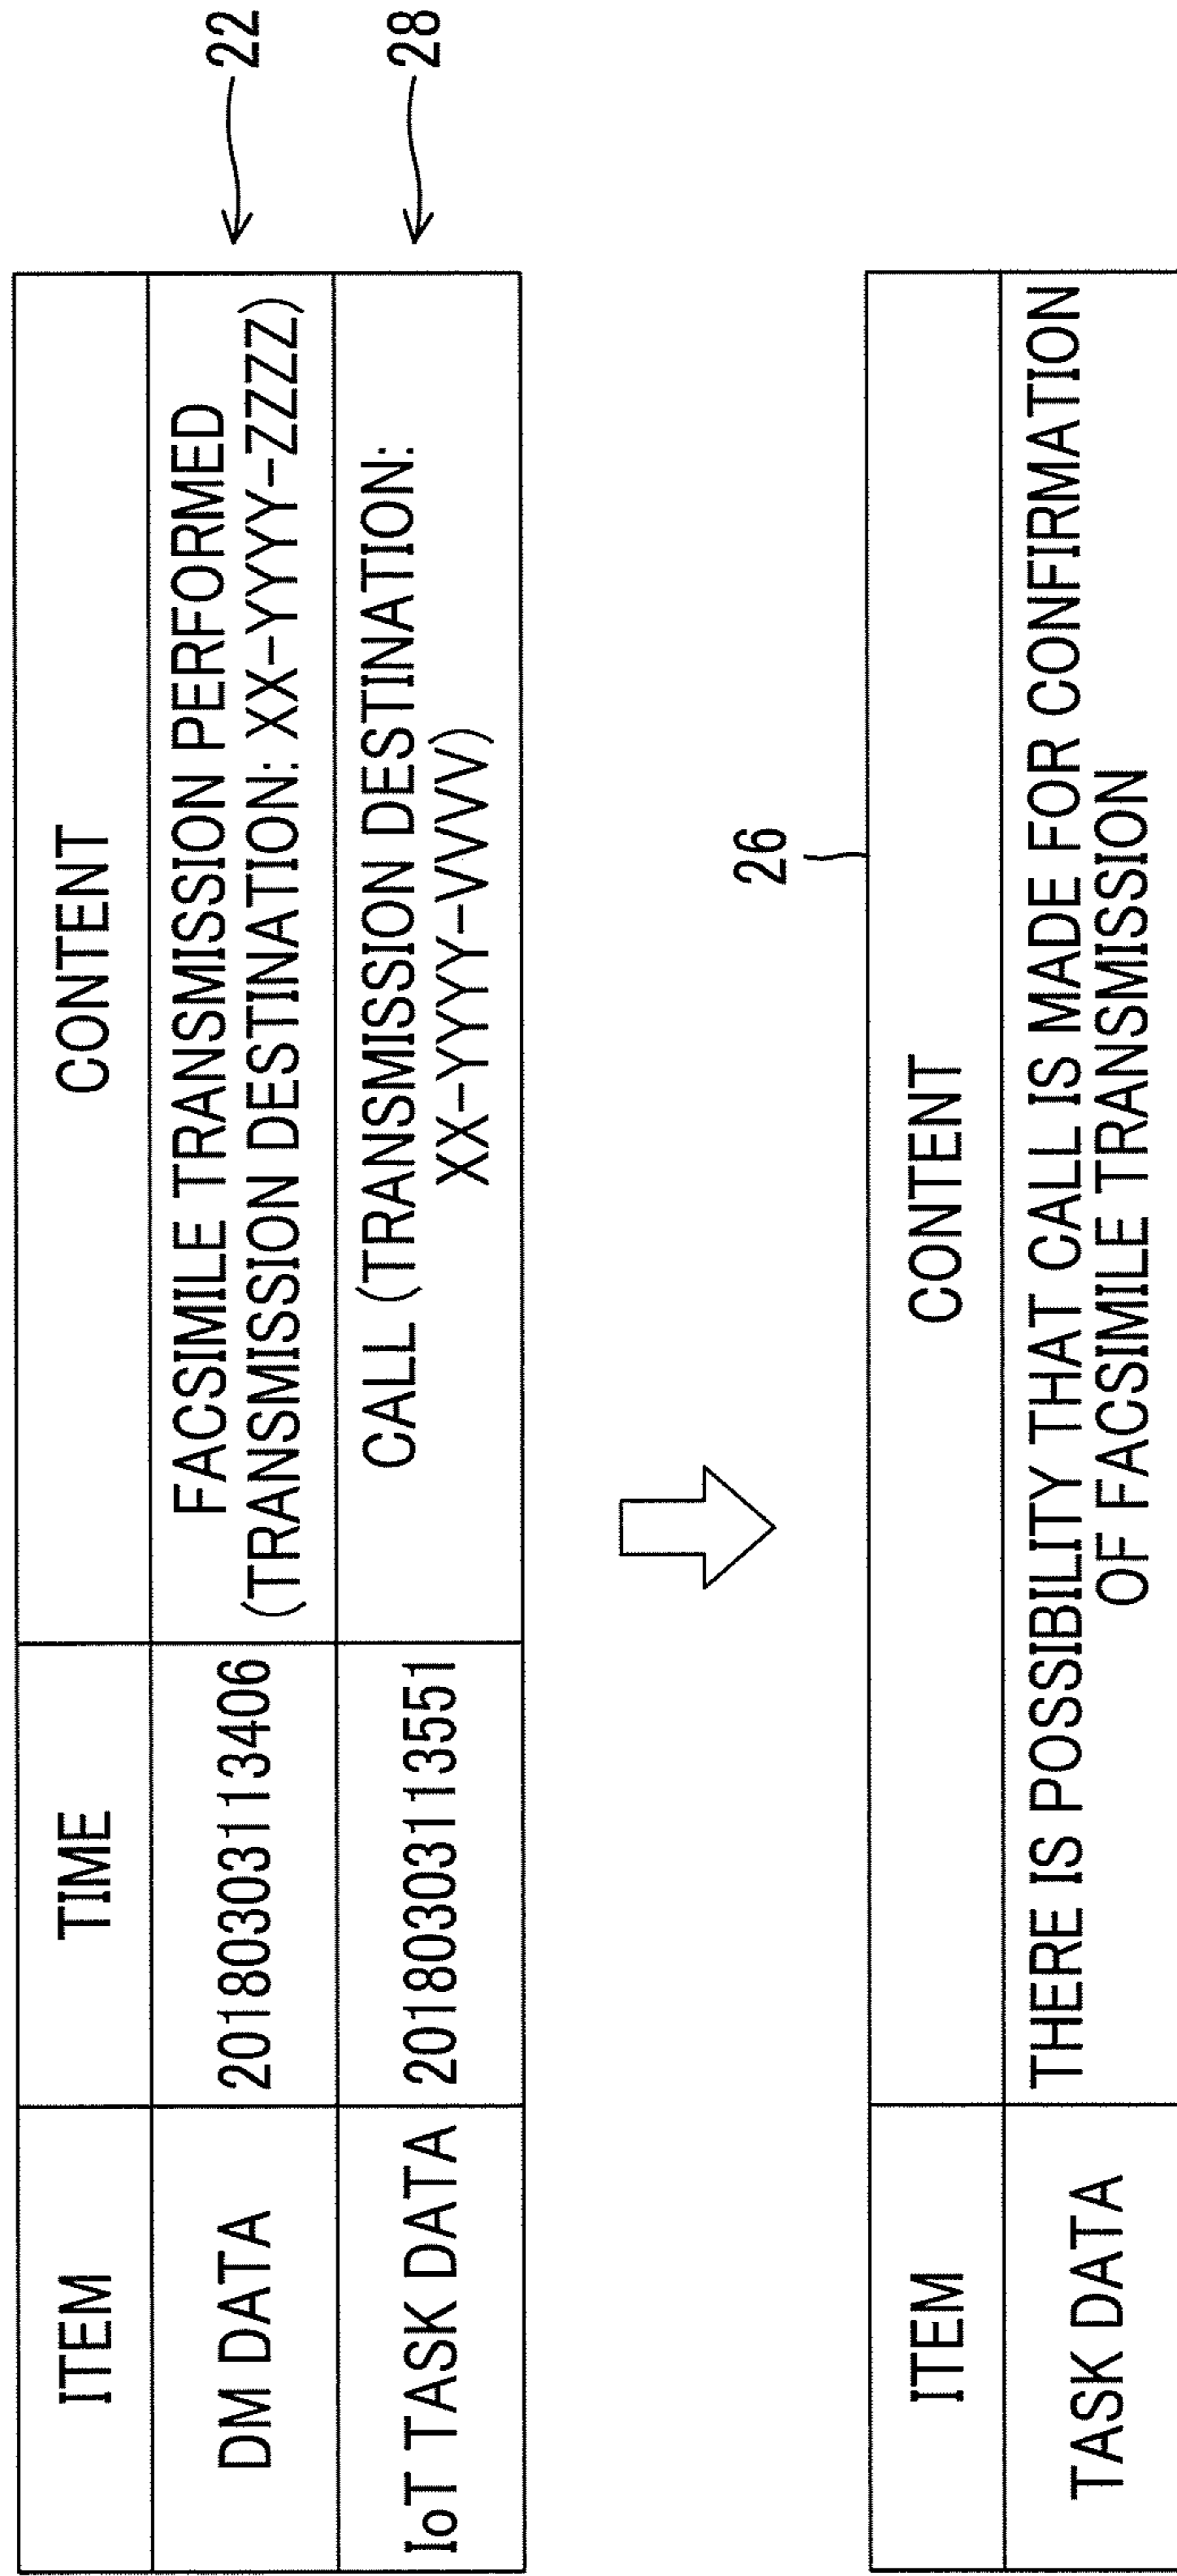 ITEM TIME CONTENT
DM DATA 20180303113406 FACSIMILE TRANSMISSION PERFORMED
(TRANSMISSION DESTINATION: XX-YYYY-ZZZZ)
22
IoT TASK DATA 20180303113551 CALL (TRANSMISSION DESTINATION:
XX-YYYY-VVVV)
28
26
ITEM CONTENT
TASK DATA THERE IS POSSIBILITY THAT CALL IS MADE FOR CONFIRMATION
OF FACSIMILE TRANSMISSION